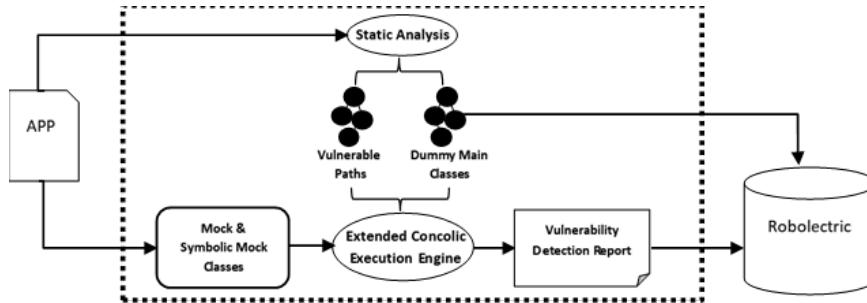 Static Analysis
APP
Vulnerable
Paths
Dummy Main
Classes
Mock &
Symbolic Mock
Classes
Extended Concolic
Execution Engine
Vulnerability
Detection Report
Robolectric